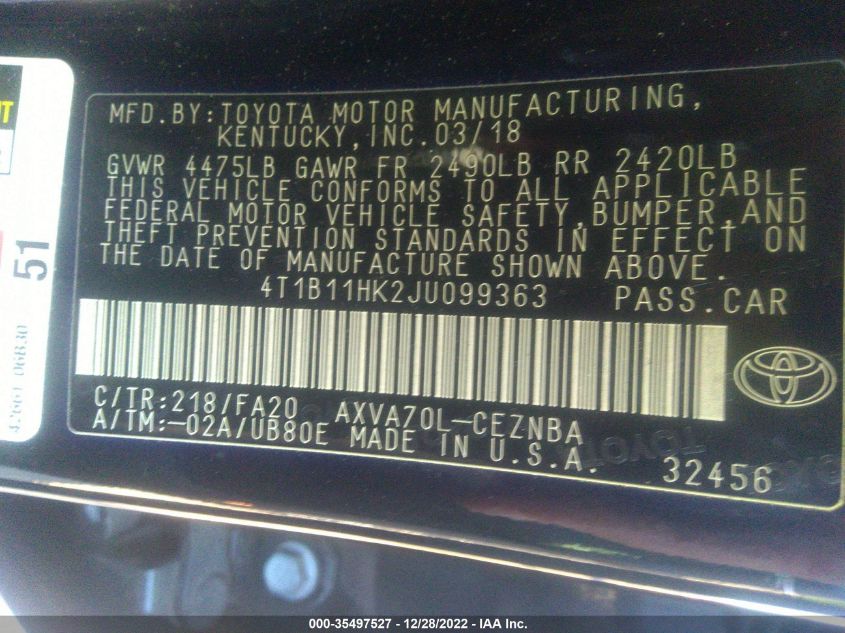 MFD.BY:TOYOTA MOTOR MANUFACTURING,
KENTUCKY,INC.03/18
GVWR 4475LB GAWR FR 2490LB RR 2420LB
THIS VEHICLE CONFORMS TO ALL APPLICABLE
FEDERAL MOTOR VEHICLE SAFETY,BUMPER,AND
THEFT PREVENTION STANDARDS IN EFFECT ON
THE DATE OF MANUFACTURE SHOWN ABOVE.
4T1B11HK2JU099363 PASS.CAR
C/TR:218/FA20 AXVA70L-CEZNBA
A/TM:-02A/UB80E MADE IN U.S.A.
32456
TOYOTA
51
42661 06B30
000-35497527 - 12/28/2022 - IAA Inc.